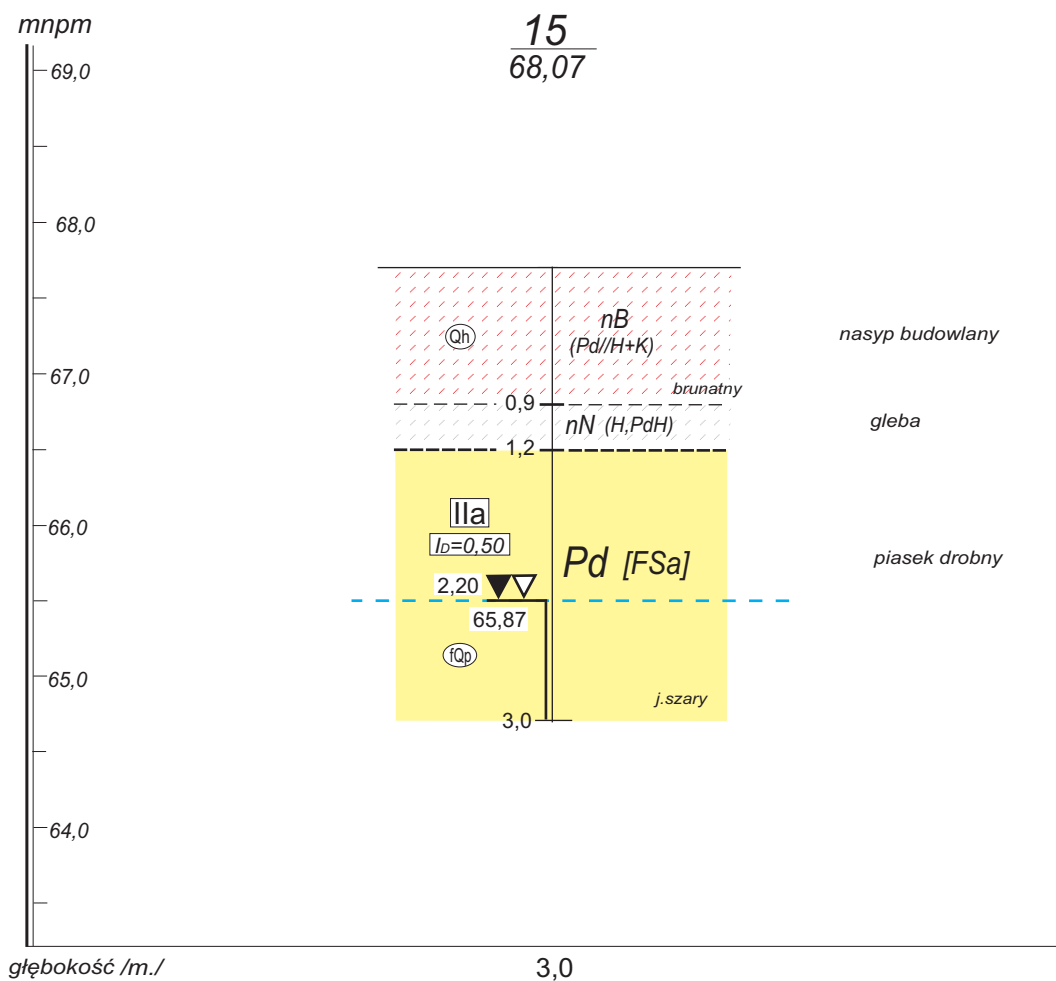 mnpm
15
68,07
69,0
68,0
67,0
66,0
65,0
64,0
Qh
nB
(Pd//H+K)
brunatny
nasyp budowlany
0,9
nN (H,PdH)
gleba
1,2
IIa
ID=0,50
Pd [FSa]
piasek drobny
2,20
65,87
fQp
j.szary
3,0
głębokość /m./
3,0